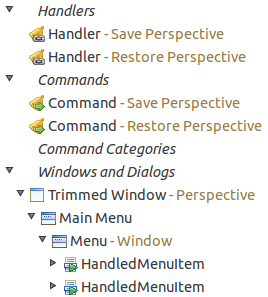 Handlers
Handler - Save Perspective
Handler - Restore Perspective
Commands
Command - Save Perspective
Command - Restore Perspective
Command Categories
Windows and Dialogs
Trimmed Window - Perspective
Main Menu
Menu - Window
HandledMenuItem
HandledMenuItem